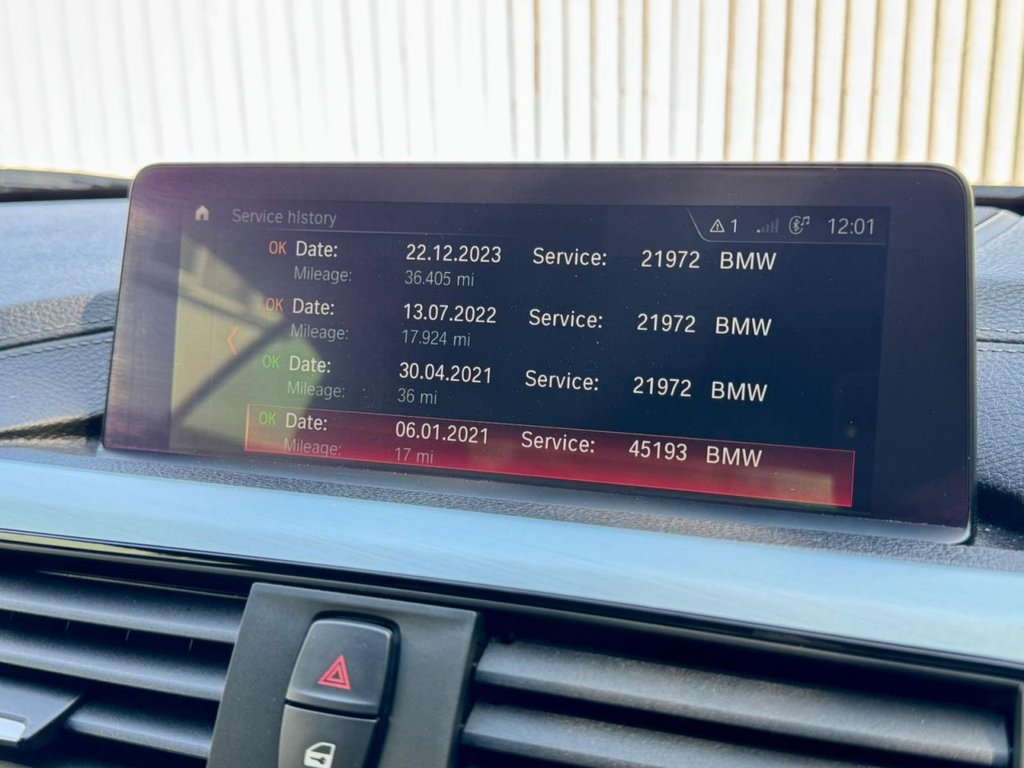 Service history 1 12:01
OK Date: 22.12.2023 Service: 21972 BMW
Mileage: 36.405 mi
OK Date: 13.07.2022 Service: 21972 BMW
Mileage: 17.924 mi
OK Date: 30.04.2021 Service: 21972 BMW
Mileage: 36 mi
OK Date: 06.01.2021 Service: 45193 BMW
Mileage: 17 mi